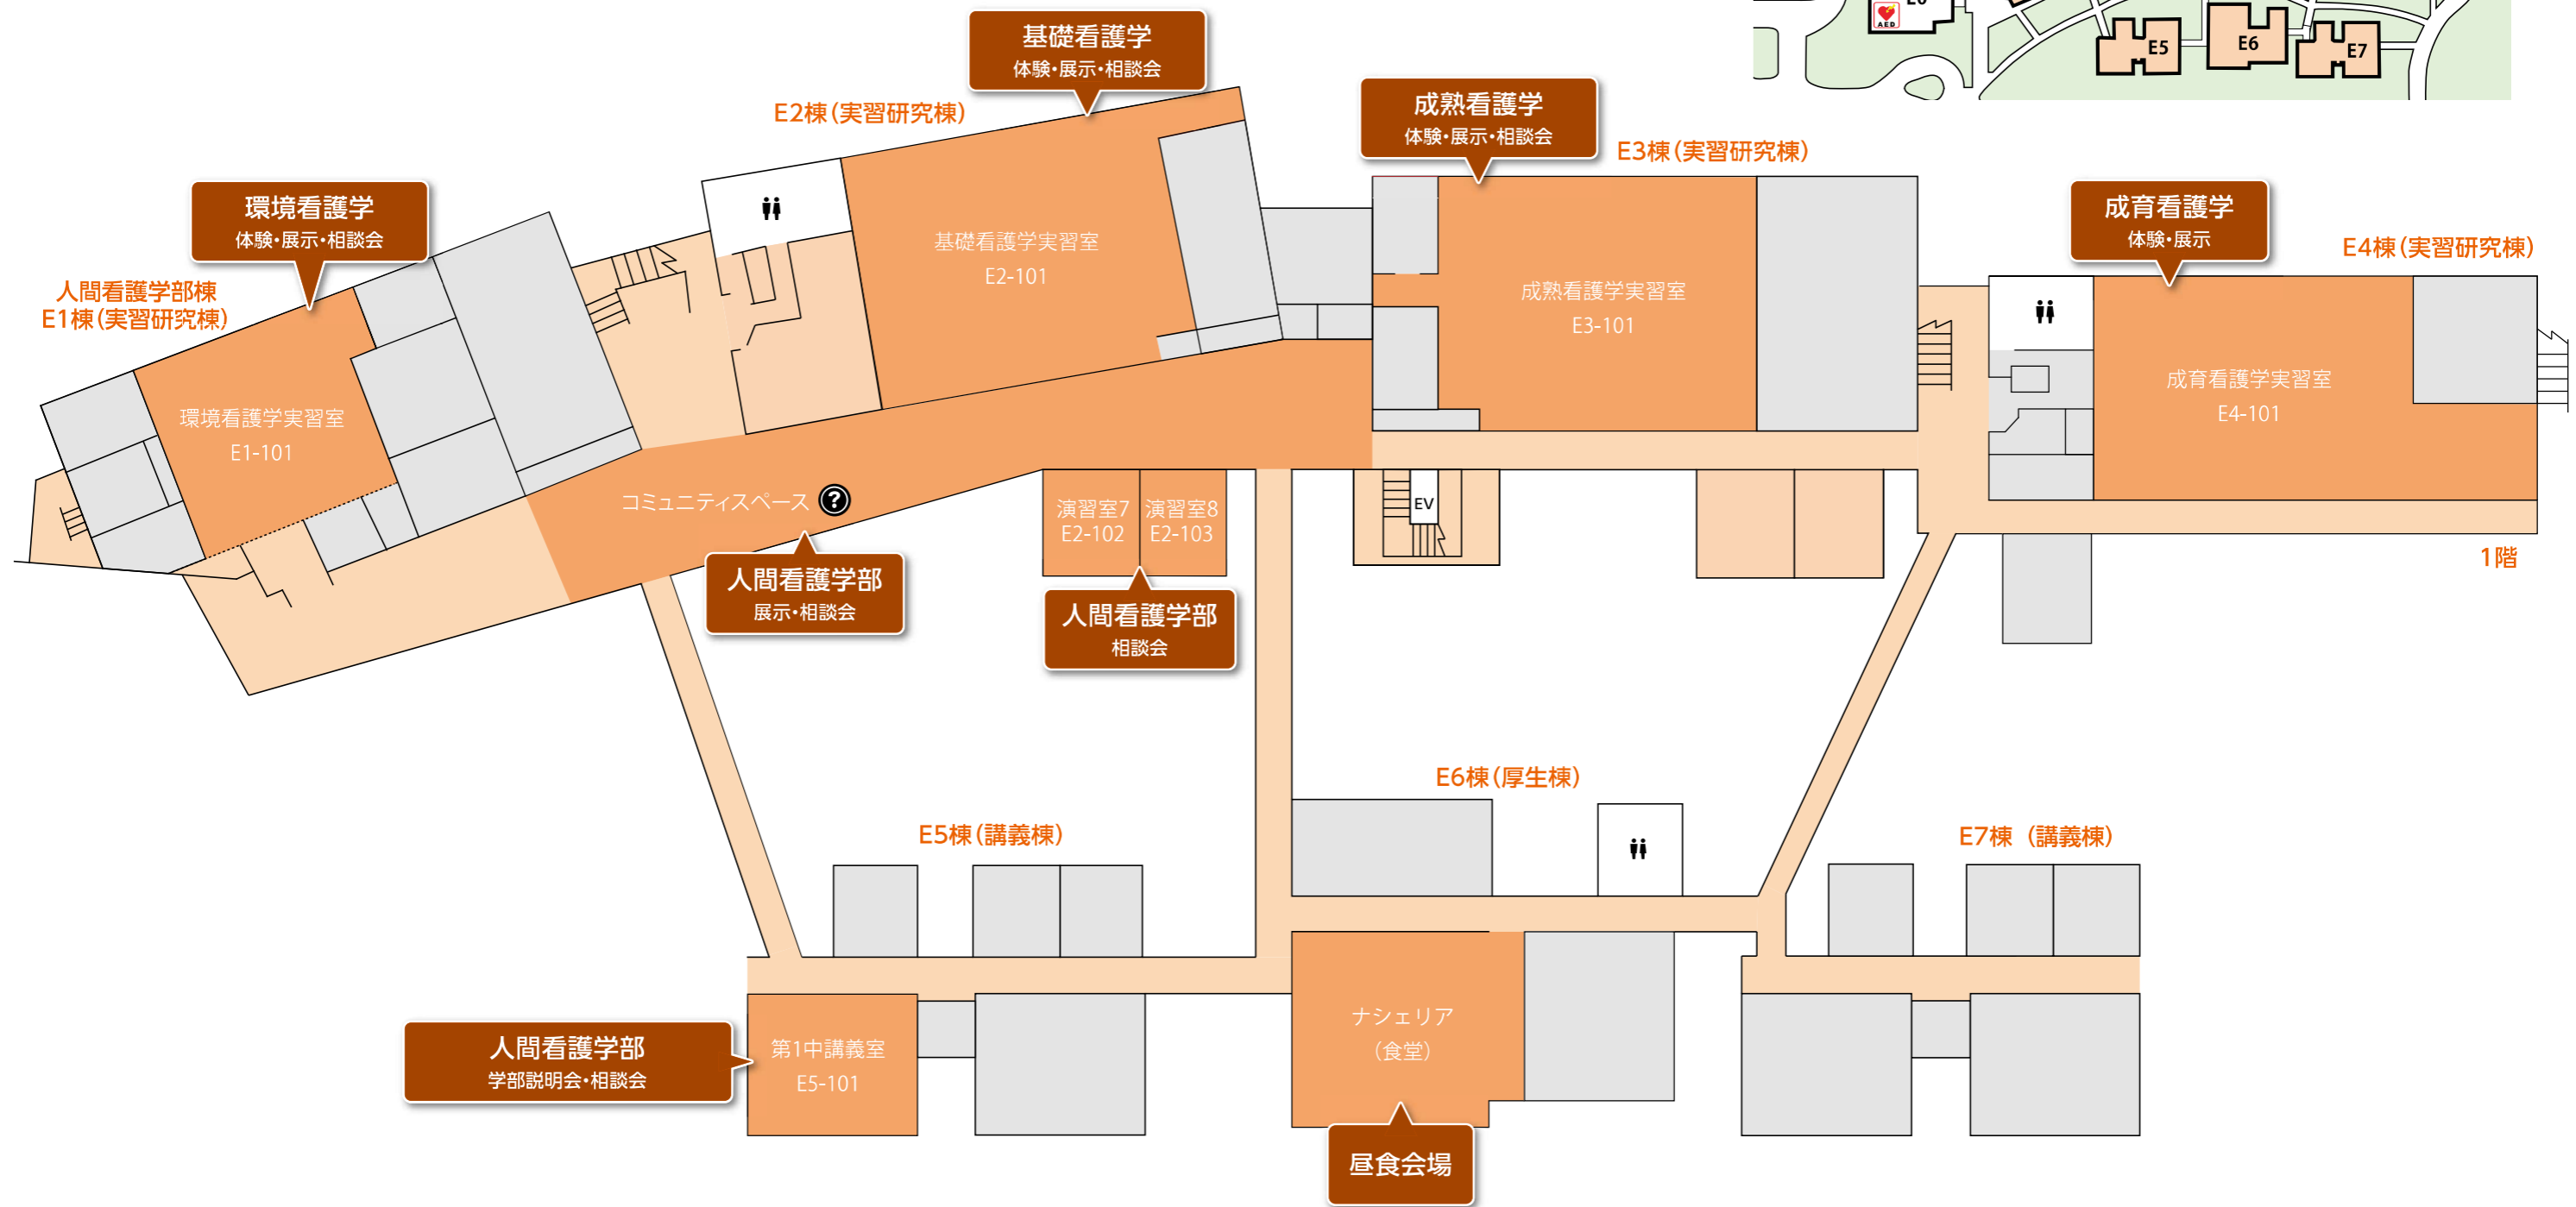 E6
AED
E5
E6
E7
基礎看護学
体験・展示・相談会
E2棟（実習研究棟）
成熟看護学
体験・展示・相談会
E3棟（実習研究棟）
環境看護学
体験・展示・相談会
成育看護学
体験・展示
E4棟（実習研究棟）
人間看護学部棟
E1棟（実習研究棟）
基礎看護学実習室
E2-101
成熟看護学実習室
E3-101
成育看護学実習室
E4-101
環境看護学実習室
E1-101
コミュニティスペース ?
演習室7
E2-102
演習室8
E2-103
EV
1階
人間看護学部
展示・相談会
人間看護学部
相談会
E6棟（厚生棟）
E5棟（講義棟）
E7棟（講義棟）
人間看護学部
学部説明会・相談会
第1中講義室
E5-101
ナシェリア
（食堂）
昼食会場